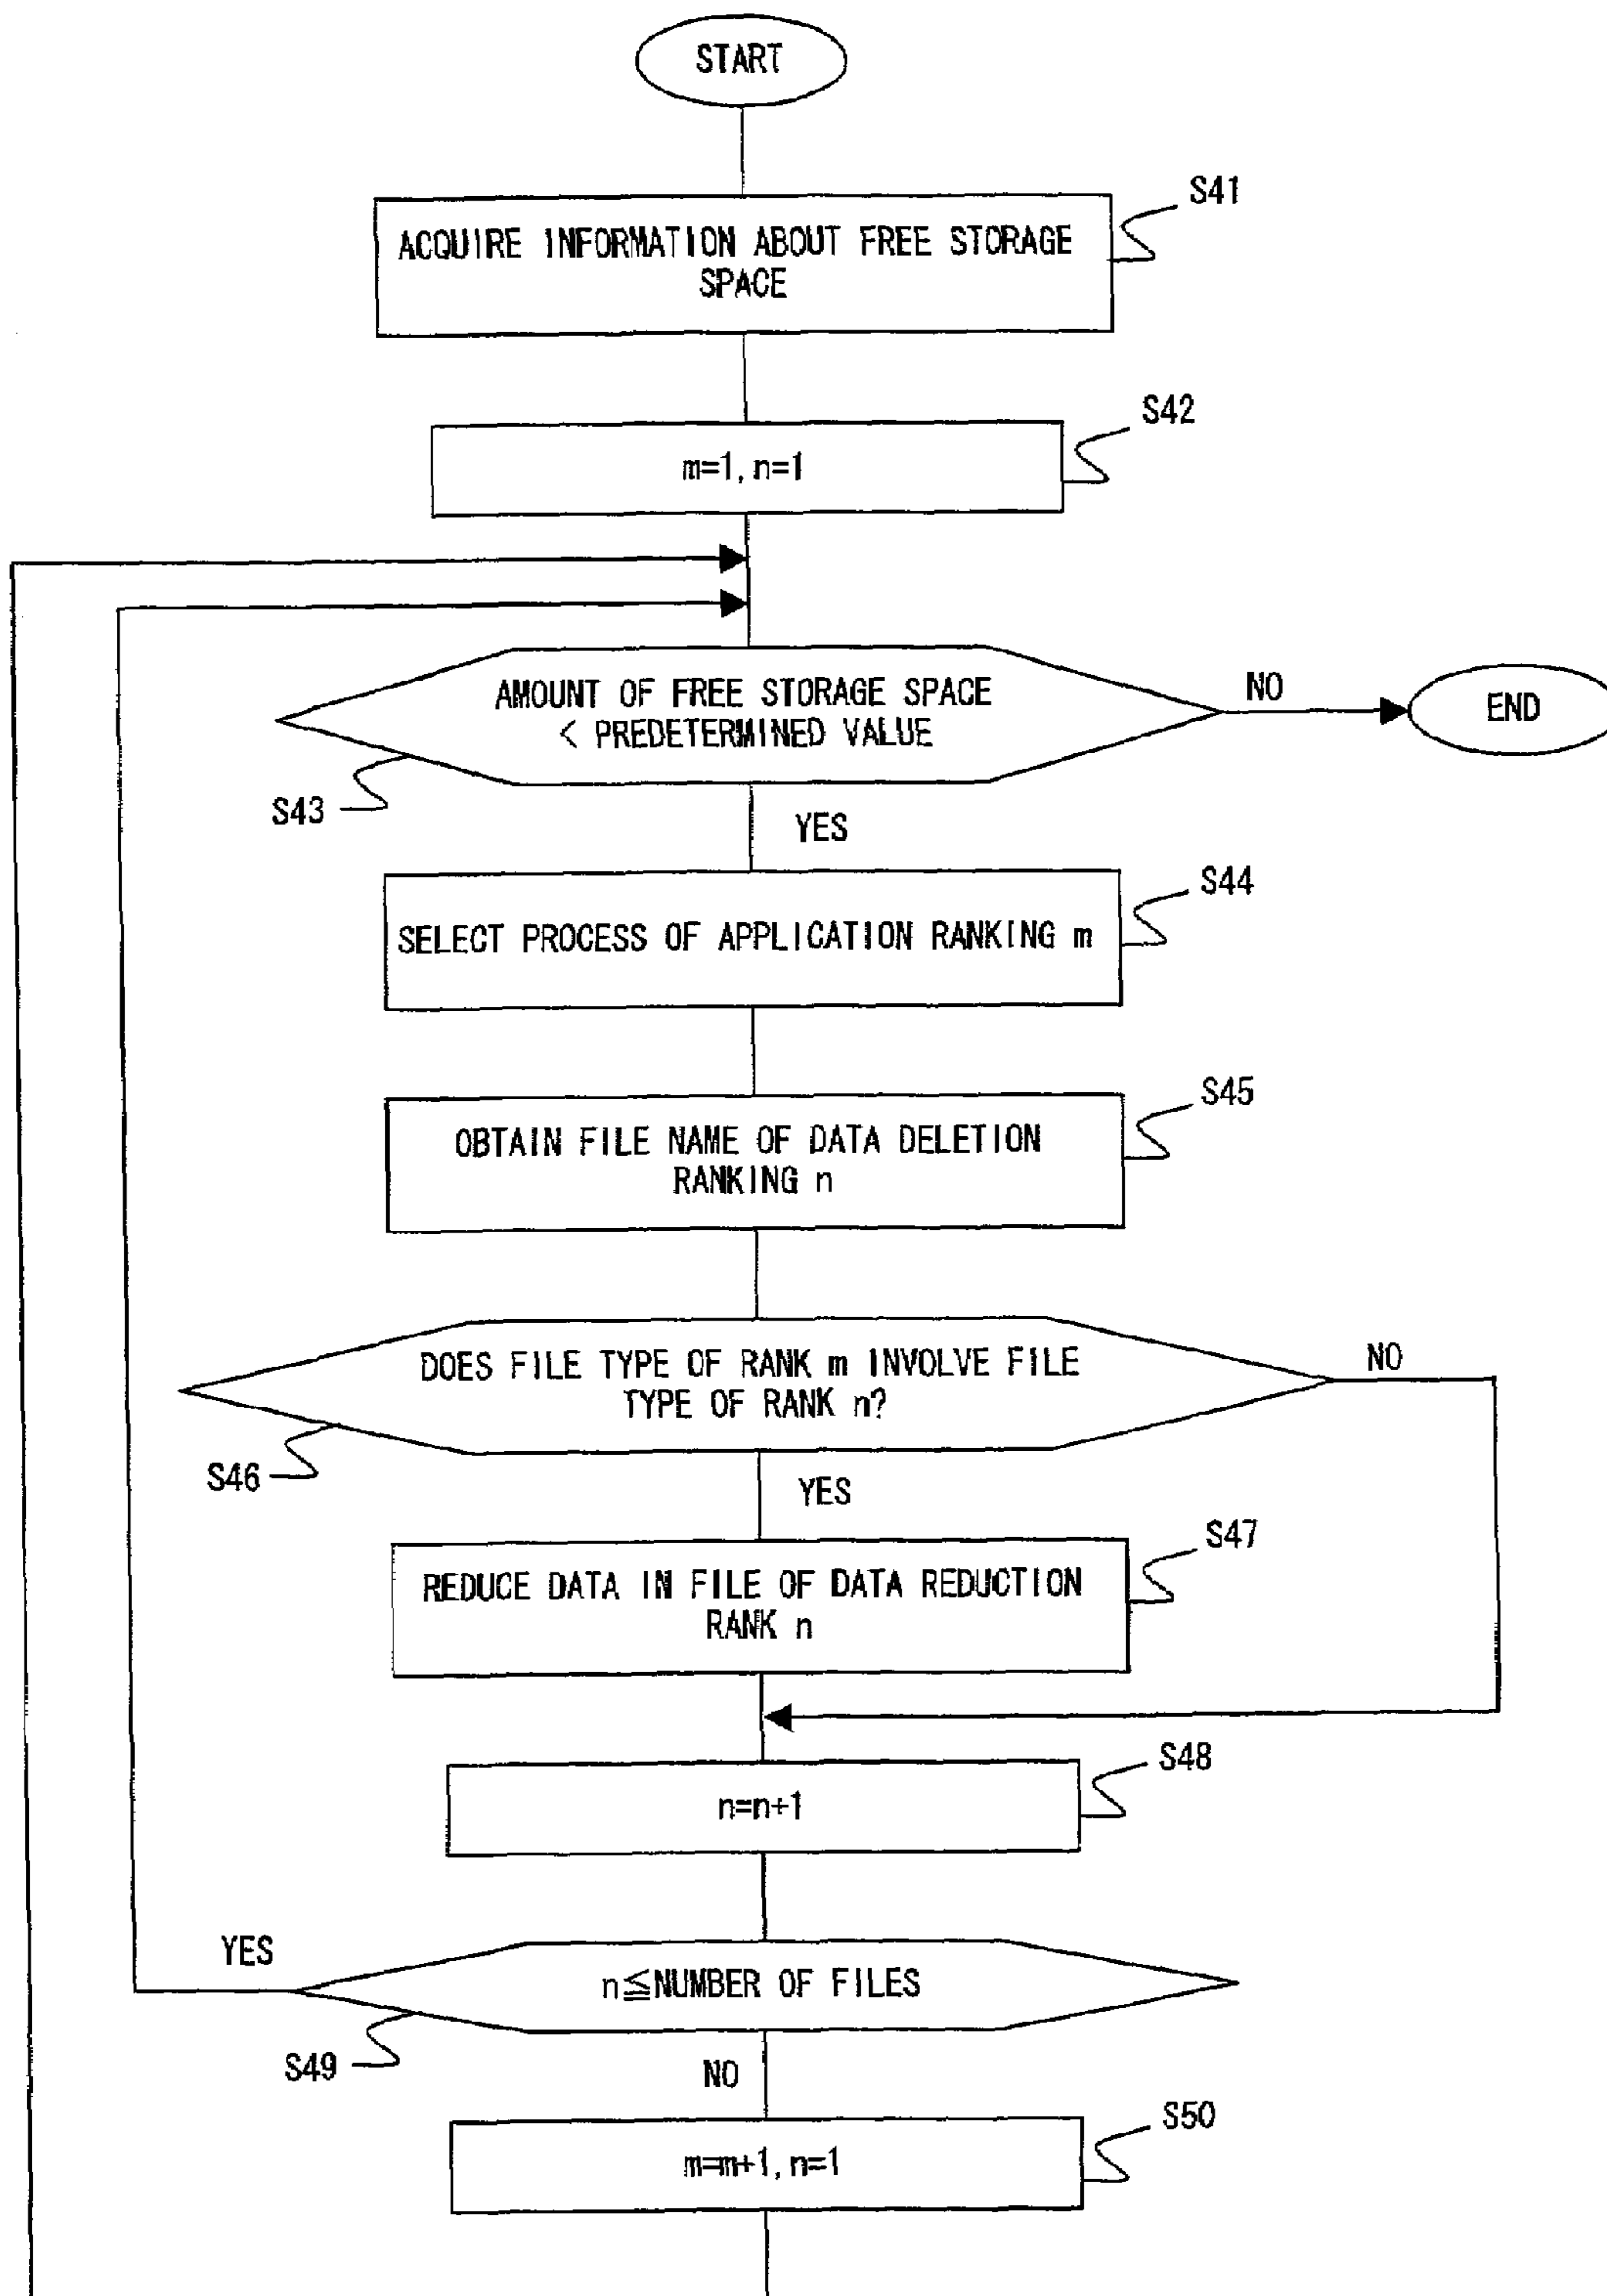 START
S41
ACQUIRE INFORMATION ABOUT FREE STORAGE
SPACE
S42
m=1, n=1
AMOUNT OF FREE STORAGE SPACE
< PREDETERMINED VALUE
NO
END
S43
YES
S44
SELECT PROCESS OF APPLICATION RANKING m
S45
OBTAIN FILE NAME OF DATA DELETION
RANKING n
DOES FILE TYPE OF RANK m INVOLVE FILE
TYPE OF RANK n?
NO
S46
YES
S47
REDUCE DATA IN FILE OF DATA REDUCTION
RANK n
S48
n=n+1
YES
n≦NUMBER OF FILES
S49
NO
S50
m=m+1, n=1